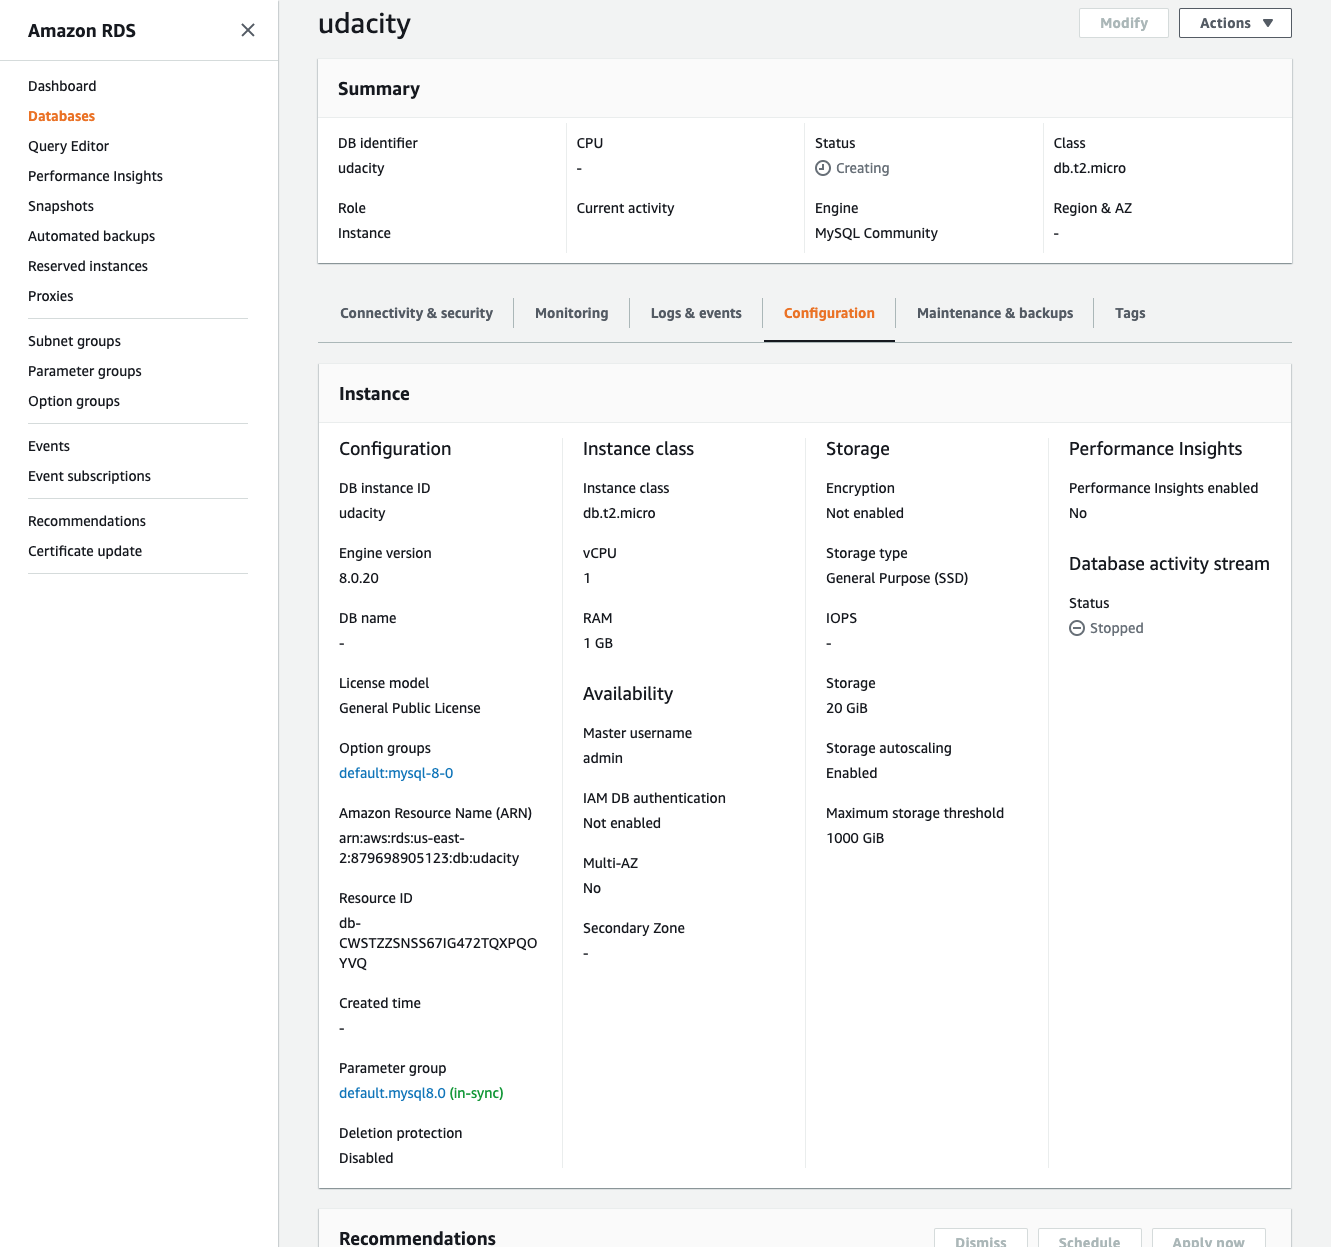 Amazon RDS
Dashboard
Databases
Query Editor
Performance Insights
Snapshots
Automated backups
Reserved instances
Proxies
Subnet groups
Parameter groups
Option groups
Events
Event subscriptions
Recommendations
Certificate update
udacity
Modify
Actions
Summary
DB identifier
udacity
CPU
-
Status
Creating
Class
db.t2.micro
Role
Instance
Current activity
Engine
MySQL Community
Region & AZ
-
Connectivity & security
Monitoring
Logs & events
Configuration
Maintenance & backups
Tags
Instance
Configuration
DB instance ID
udacity
Engine version
8.0.20
DB name
-
License model
General Public License
Option groups
default:mysql-8-0
Amazon Resource Name (ARN)
arn:aws:rds:us-east-
2:879698905123:db:udacity
Resource ID
db-
CWSTZZSNSS67IG472TQXPQO
YVQ
Created time
-
Parameter group
default.mysql8.0 (in-sync)
Deletion protection
Disabled
Instance class
Instance class
db.t2.micro
vCPU
1
RAM
1 GB
Availability
Master username
admin
IAM DB authentication
Not enabled
Multi-AZ
No
Secondary Zone
-
Storage
Encryption
Not enabled
Storage type
General Purpose (SSD)
IOPS
-
Storage
20 GiB
Storage autoscaling
Enabled
Maximum storage threshold
1000 GiB
Performance Insights
Performance Insights enabled
No
Database activity stream
Status
Stopped
Recommendations
Dismiss
Schedule
Apply now